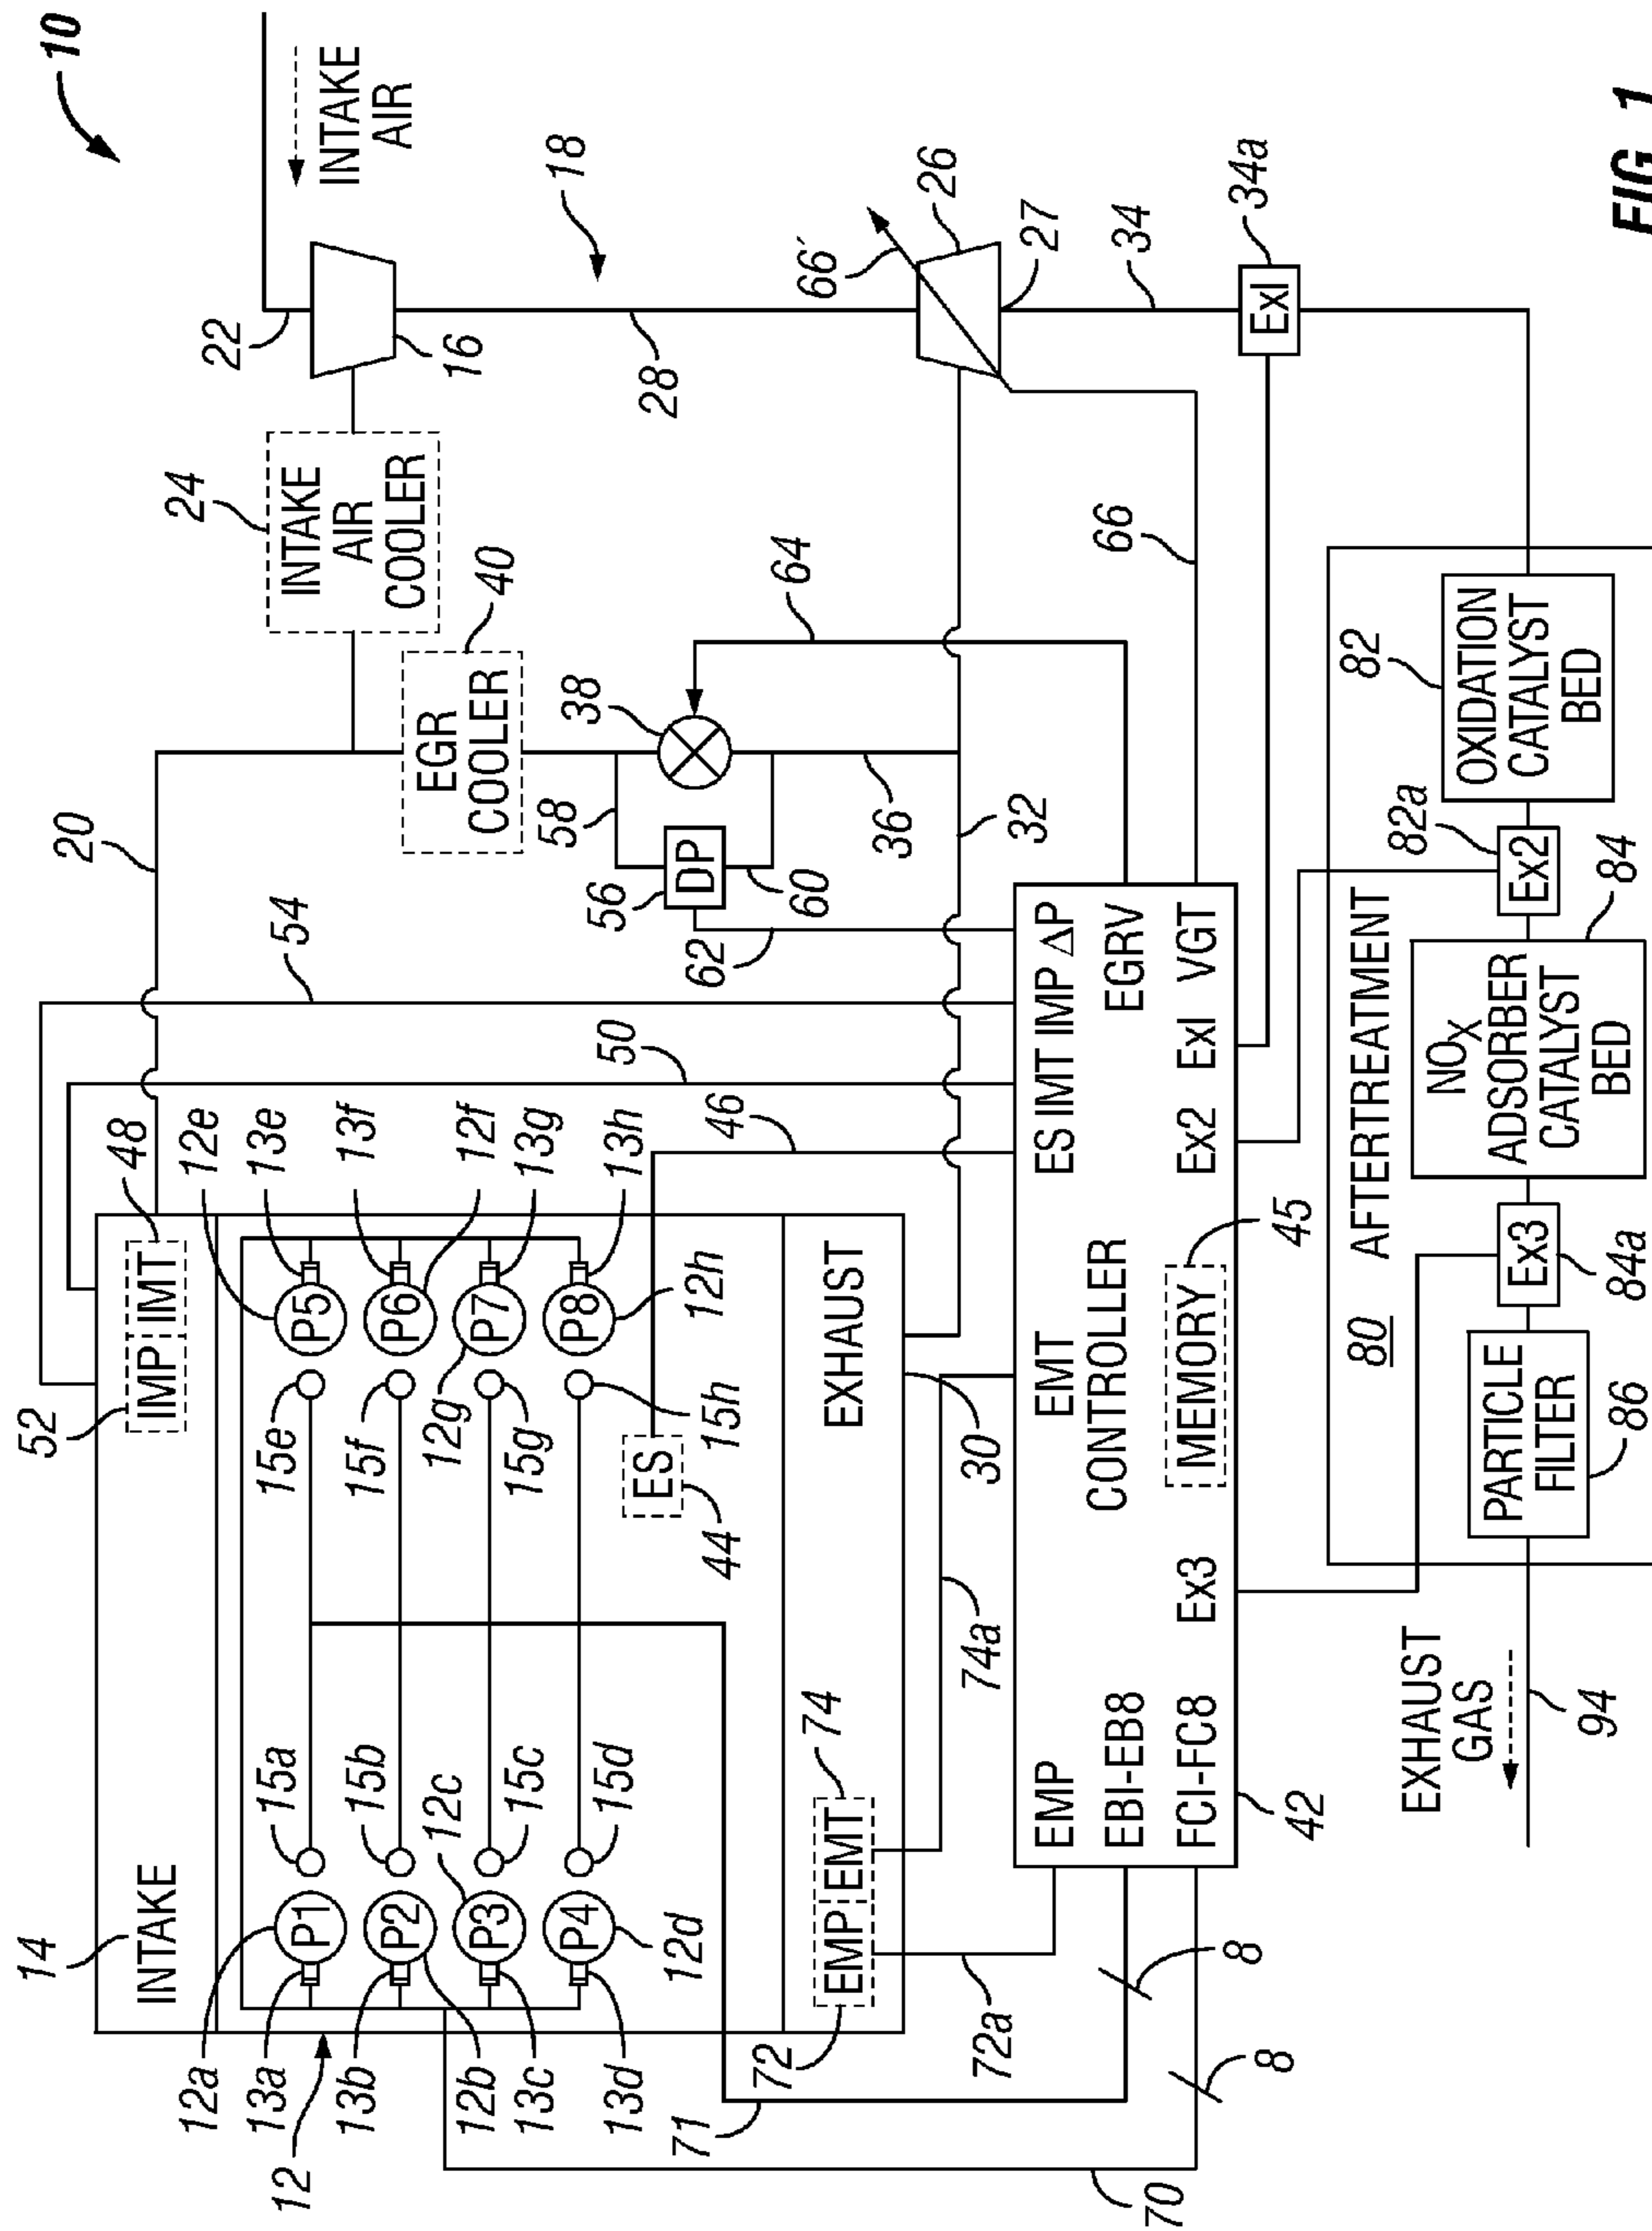 10
INTAKE
AIR
22
16
18
28
24
INTAKE
AIR
COOLER
20
40
EGR
COOLER
38
64
58
56
DP
60
62
36
32
66
66′
26
27
34
34a
ExI
54
50
46
52
IMP
IMT
48
14
INTAKE
12
12a
13a
P1
15a
15e
P5
12e
13e
13b
P2
12b
15b
15f
P6
13f
12f
13c
P3
12c
15c
15g
12g
P7
13g
13d
P4
12d
15d
15h
P8
12h
13h
ES
44
EXHAUST
30
72
EMP
EMT
74
72a
74a
71
70
8
8
EMP
EMT
ES IMT IMP ΔP
EBI-EB8
CONTROLLER
EGRV
FCI-FC8
Ex3
MEMORY
Ex2
ExI
VGT
42
45
AFTERTREATMENT
80
82
OXIDATION
CATALYST
BED
82a
Ex2
84
NOX
ADSORBER
CATALYST
BED
Ex3
84a
PARTICLE
FILTER
86
EXHAUST
GAS
94
FIG. 1